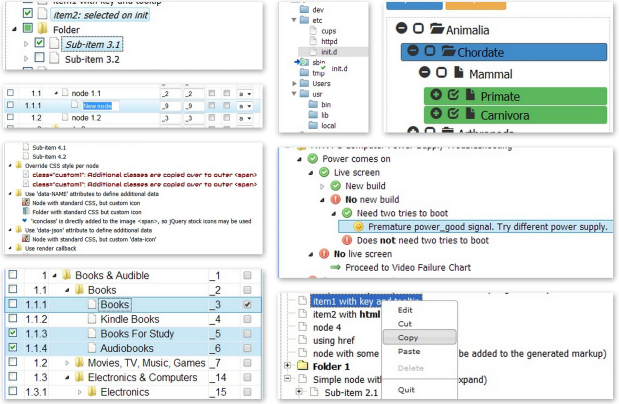 item1 with key and tooltip
item2: selected on init
Folder
Sub-item 3.1
Sub-item 3.2
1.1 node 1.1 _2 _2 a
1.1.1 New node _9 _9 a
1.2 node 1.2 _3 _3 a
Sub-item 4.1
Sub-item 4.2
Override CSS style per node
class="custom1": Additional classes are copied over to outer <span>
class="custom1": Additional classes are copied over to outer <span>
Use 'data-NAME' attributes to define additional data
Node with standard CSS, but custom icon
Folder with standard CSS, but custom icon
'iconclass' is directly added to the image <span>, so jQuery stock icons may be used
Use 'data-json' attribute to define additional data
Node with standard CSS, but custom 'data-icon'
Use render callback
1 Books & Audible _1
1.1 Books _2
1.1.1 Books _3
1.1.2 Kindle Books _4
1.1.3 Books For Study _5
1.1.4 Audiobooks _6
1.2 Movies, TV, Music, Games _7
1.3 Electronics & Computers _14
1.3.1 Electronics _15
dev
etc
cups
httpd
init.d
sbin
tmp init.d
Users
usr
bin
lib
local
Animalia
Chordate
Mammal
Primate
Carnivora
Arthropoda
Computer Power Supply Troubleshooting
Power comes on
Live screen
New build
No new build
Need two tries to boot
Premature power_good signal. Try different power supply.
Does not need two tries to boot
No live screen
Proceed to Video Failure Chart
item1 with key and tooltip
item2 with html
node 4
using href
node with some be added to the generated markup)
Folder 1
Simple node with expand)
Sub-item 2.1
Edit
Cut
Copy
Paste
Delete
Quit